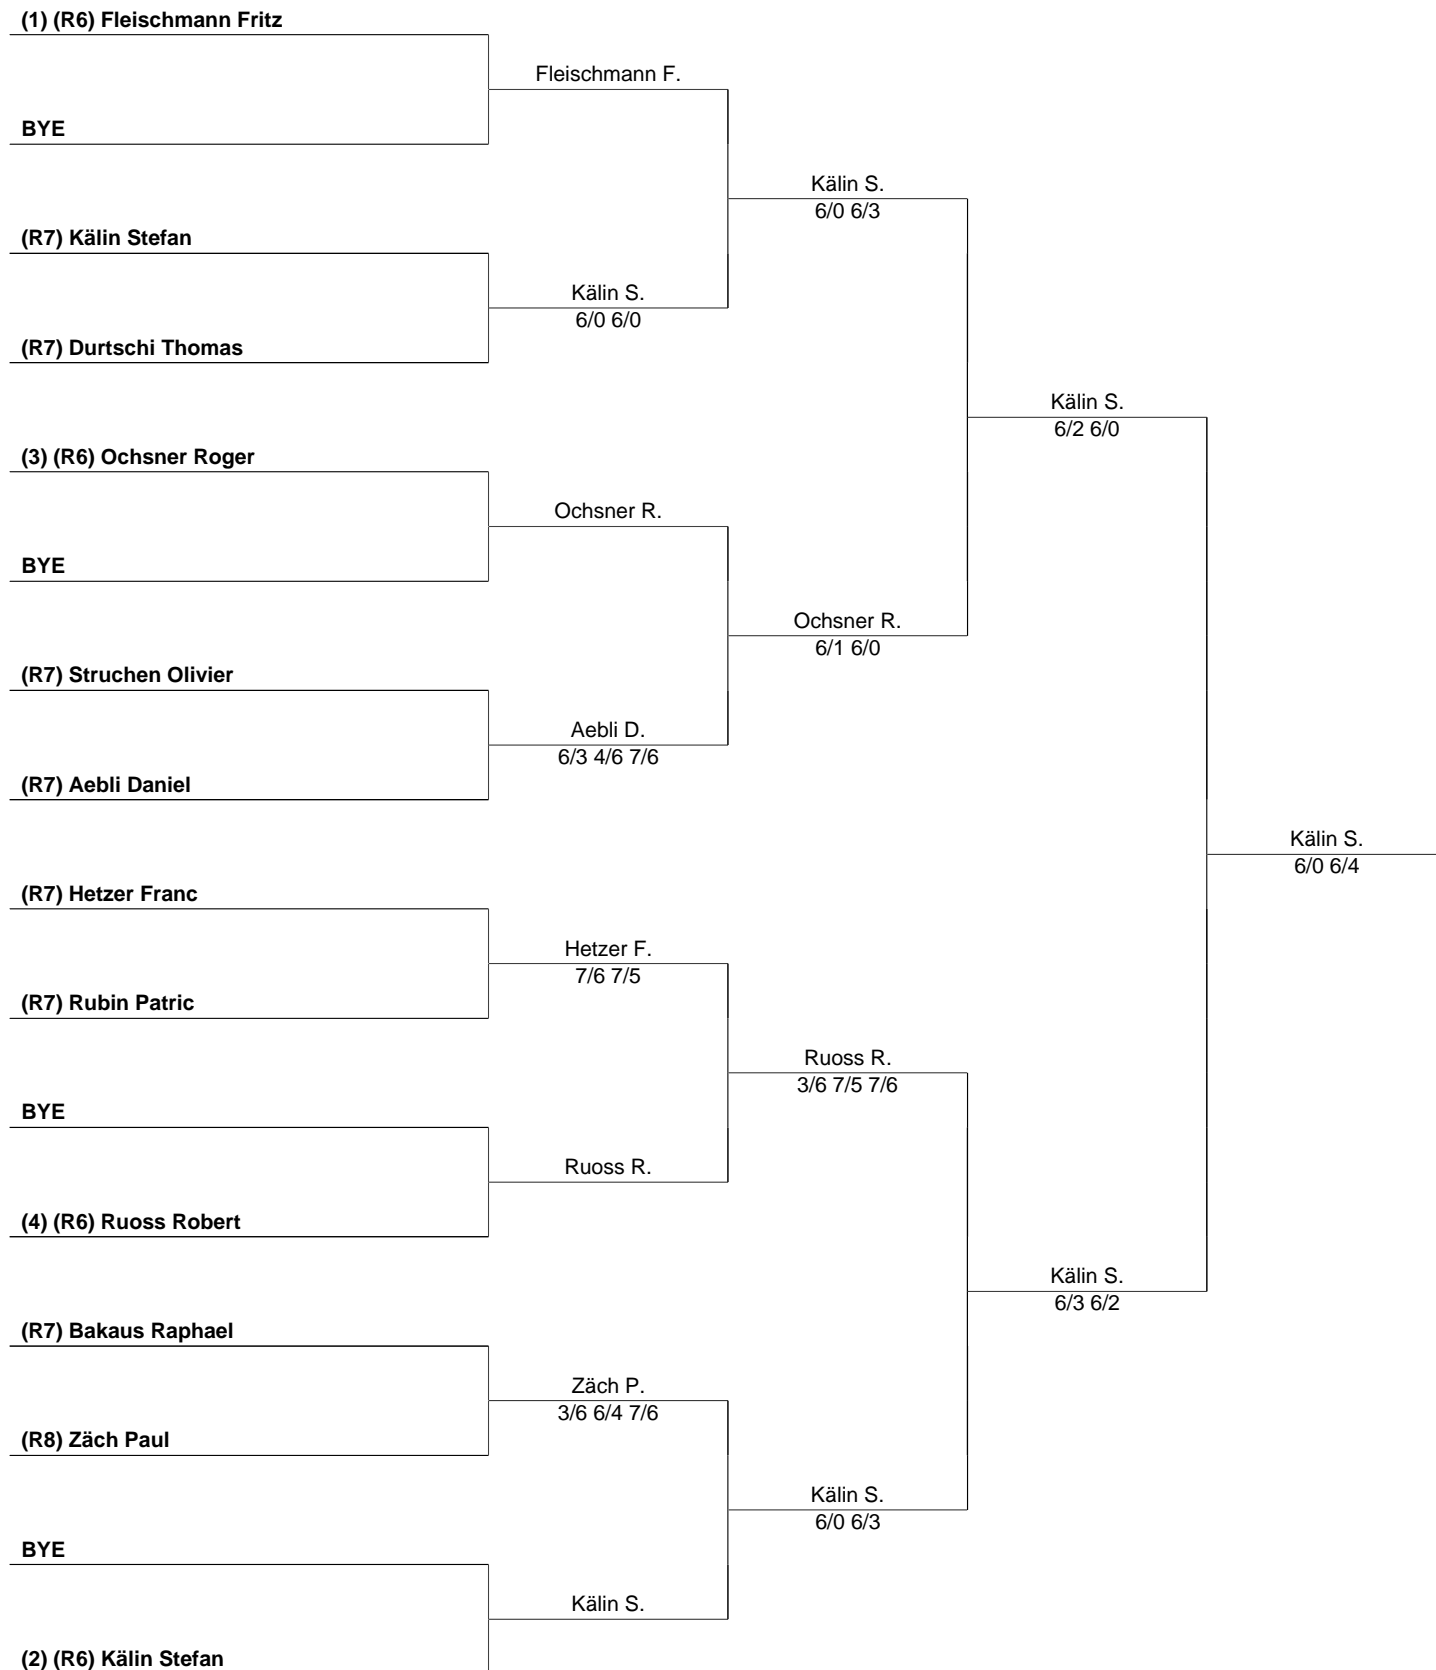 (1) (R6) Fleischmann Fritz
Fleischmann F.
BYE
Kälin S.
6/0 6/3
(R7) Kälin Stefan
Kälin S.
6/0 6/0
(R7) Durtschi Thomas
Kälin S.
6/2 6/0
(3) (R6) Ochsner Roger
Ochsner R.
BYE
Ochsner R.
6/1 6/0
(R7) Struchen Olivier
Aebli D.
6/3 4/6 7/6
(R7) Aebli Daniel
Kälin S.
6/0 6/4
(R7) Hetzer Franc
Hetzer F.
7/6 7/5
(R7) Rubin Patric
Ruoss R.
3/6 7/5 7/6
BYE
Ruoss R.
(4) (R6) Ruoss Robert
Kälin S.
6/3 6/2
(R7) Bakaus Raphael
Zäch P.
3/6 6/4 7/6
(R8) Zäch Paul
Kälin S.
6/0 6/3
BYE
Kälin S.
(2) (R6) Kälin Stefan